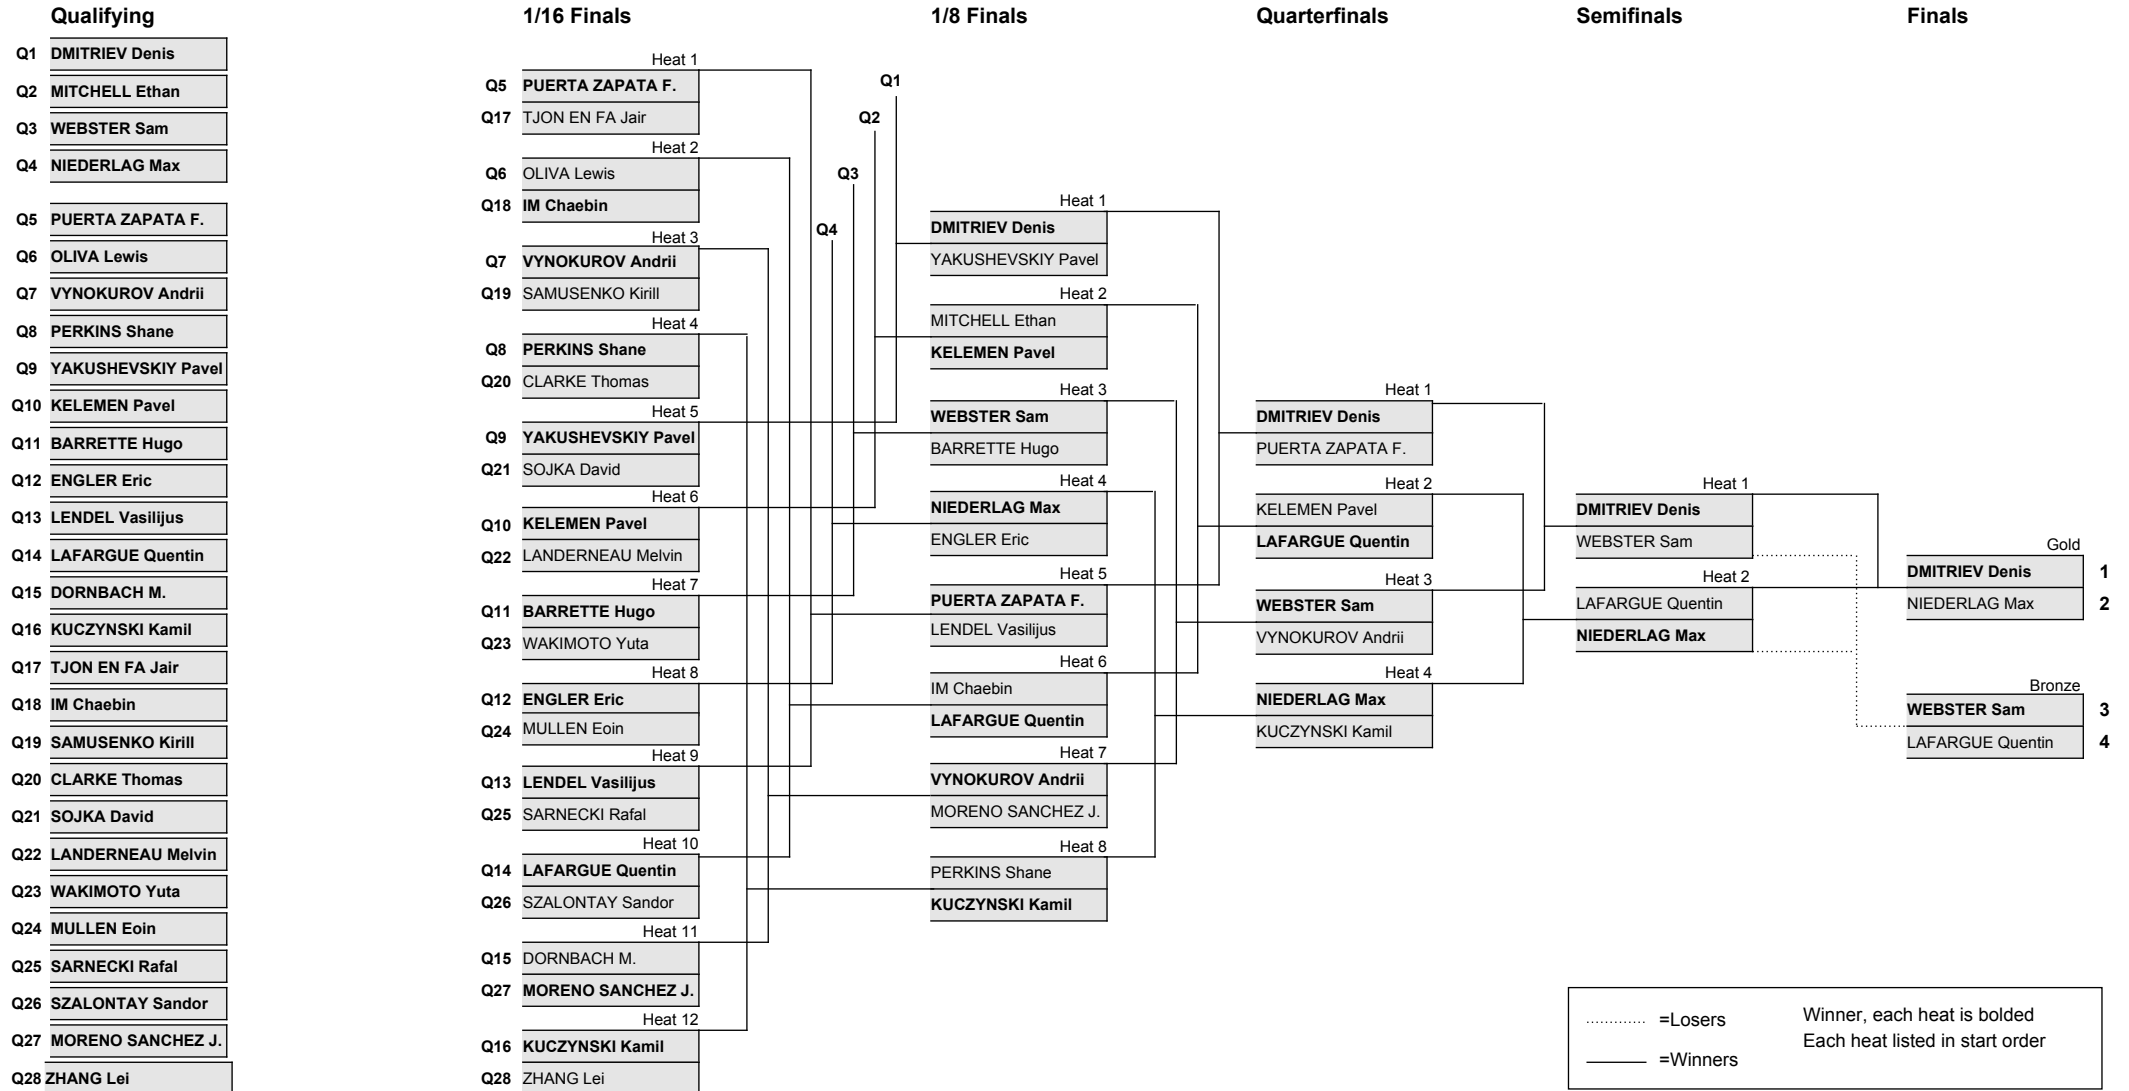 Qualifying
1/16 Finals
1/8 Finals
Quarterfinals
Semifinals
Finals
Q1 DMITRIEV Denis
Q2 MITCHELL Ethan
Q3 WEBSTER Sam
Q4 NIEDERLAG Max
Q5 PUERTA ZAPATA F.
Q6 OLIVA Lewis
Q7 VYNOKUROV Andrii
Q8 PERKINS Shane
Q9 YAKUSHEVSKIY Pavel
Q10 KELEMEN Pavel
Q11 BARRETTE Hugo
Q12 ENGLER Eric
Q13 LENDEL Vasilijus
Q14 LAFARGUE Quentin
Q15 DORNBACH M.
Q16 KUCZYNSKI Kamil
Q17 TJON EN FA Jair
Q18 IM Chaebin
Q19 SAMUSENKO Kirill
Q20 CLARKE Thomas
Q21 SOJKA David
Q22 LANDERNEAU Melvin
Q23 WAKIMOTO Yuta
Q24 MULLEN Eoin
Q25 SARNECKI Rafal
Q26 SZALONTAY Sandor
Q27 MORENO SANCHEZ J.
Q28 ZHANG Lei
Heat 1
Q5 PUERTA ZAPATA F.
Q17 TJON EN FA Jair
Heat 2
Q6 OLIVA Lewis
Q18 IM Chaebin
Heat 3
Q7 VYNOKUROV Andrii
Q19 SAMUSENKO Kirill
Heat 4
Q8 PERKINS Shane
Q20 CLARKE Thomas
Heat 5
Q9 YAKUSHEVSKIY Pavel
Q21 SOJKA David
Heat 6
Q10 KELEMEN Pavel
Q22 LANDERNEAU Melvin
Heat 7
Q11 BARRETTE Hugo
Q23 WAKIMOTO Yuta
Heat 8
Q12 ENGLER Eric
Q24 MULLEN Eoin
Heat 9
Q13 LENDEL Vasilijus
Q25 SARNECKI Rafal
Heat 10
Q14 LAFARGUE Quentin
Q26 SZALONTAY Sandor
Heat 11
Q15 DORNBACH M.
Q27 MORENO SANCHEZ J.
Heat 12
Q16 KUCZYNSKI Kamil
Q28 ZHANG Lei
Q1
Q2
Q3
Q4
Heat 1
DMITRIEV Denis
YAKUSHEVSKIY Pavel
Heat 2
MITCHELL Ethan
KELEMEN Pavel
Heat 3
WEBSTER Sam
BARRETTE Hugo
Heat 4
NIEDERLAG Max
ENGLER Eric
Heat 5
PUERTA ZAPATA F.
LENDEL Vasilijus
Heat 6
IM Chaebin
LAFARGUE Quentin
Heat 7
VYNOKUROV Andrii
MORENO SANCHEZ J.
Heat 8
PERKINS Shane
KUCZYNSKI Kamil
Heat 1
DMITRIEV Denis
PUERTA ZAPATA F.
Heat 2
KELEMEN Pavel
LAFARGUE Quentin
Heat 3
WEBSTER Sam
VYNOKUROV Andrii
Heat 4
NIEDERLAG Max
KUCZYNSKI Kamil
Heat 1
DMITRIEV Denis
WEBSTER Sam
Heat 2
LAFARGUE Quentin
NIEDERLAG Max
Gold
DMITRIEV Denis 1
NIEDERLAG Max 2
Bronze
WEBSTER Sam 3
LAFARGUE Quentin 4
=Losers
=Winners
Winner, each heat is bolded
Each heat listed in start order